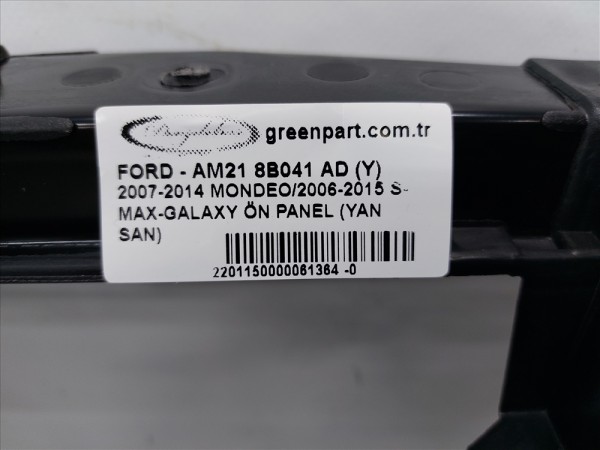 greenpart.com.tr
FORD - AM21 8B041 AD (Y)
2007-2014 MONDEO/2006-2015 S-
MAX-GALAXY ÖN PANEL (YAN
SAN)
2201150000061364 -0